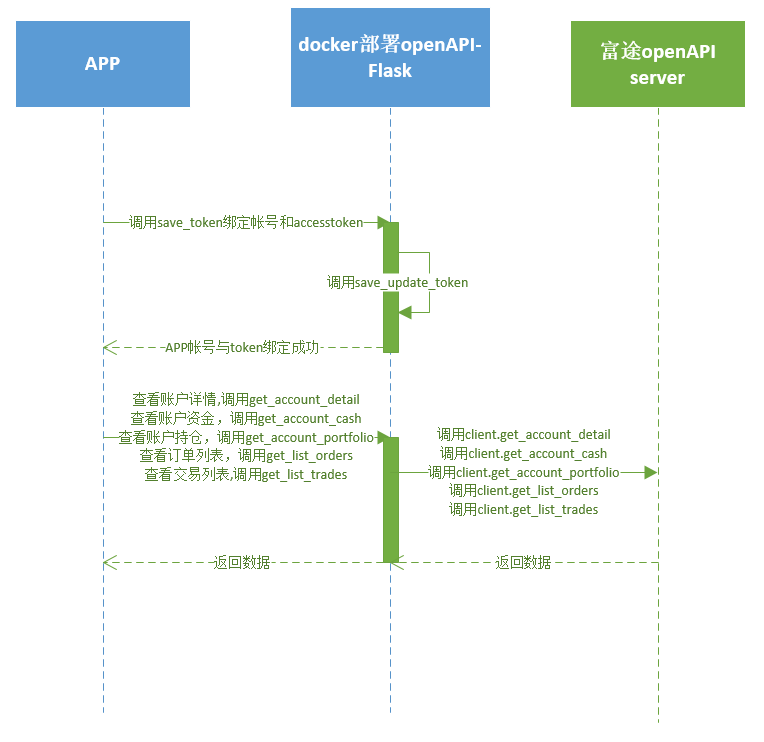 APP
docker部署openAPI-
Flask
富途openAPI
server
调用save_token绑定帐号和accesstoken
调用save_update_token
APP帐号与token绑定成功
查看账户详情,调用get_account_detail
查看账户资金，调用get_account_cash
查看账户持仓，调用get_account_portfolio
查看订单列表，调用get_list_orders
查看交易列表,调用get_list_trades
调用client.get_account_detail
调用client.get_account_cash
调用client.get_account_portfolio
调用client.get_list_orders
调用client.get_list_trades
返回数据
返回数据